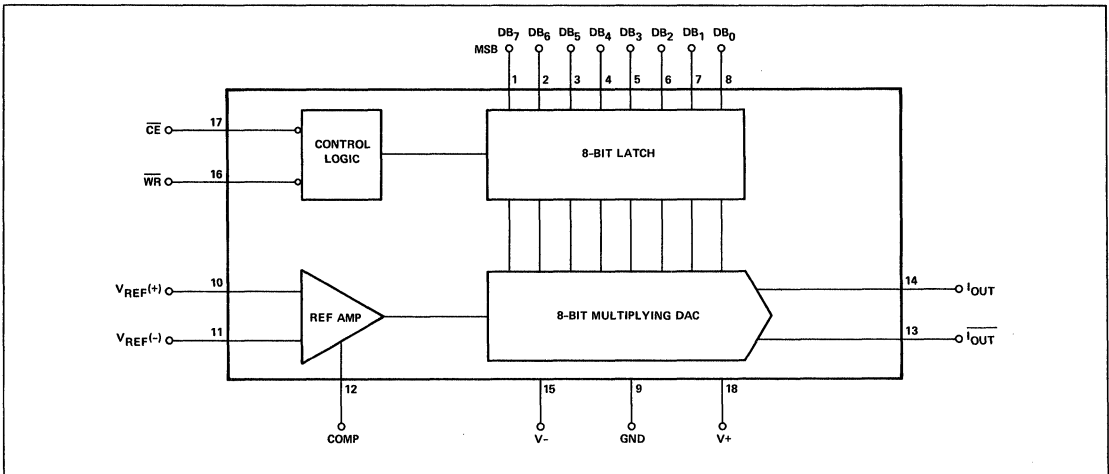 DB7 DB6 DB5 DB4 DB3 DB2 DB1 DB0
MSB
1 2 3 4 5 6 7 8
17
CE
CONTROL
LOGIC
8-BIT LATCH
16
WR
10
VREF(+)
14
IOUT
REF AMP
8-BIT MULTIPLYING DAC
11
VREF(-)
13
IOUT
12 15 9 18
COMP V- GND V+